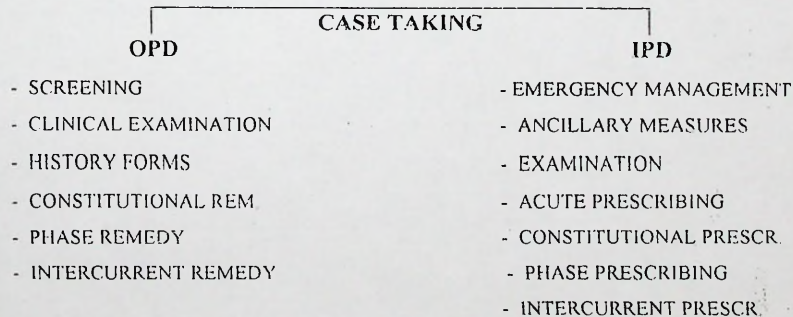 CASE TAKING
OPD
- SCREENING
- CLINICAL EXAMINATION
- HISTORY FORMS
- CONSTITUTIONAL REM
- PHASE REMEDY
- INTERCURRENT REMEDY
IPD
- EMERGENCY MANAGEMENT
- ANCILLARY MEASURES
- EXAMINATION
- ACUTE PRESCRIBING
- CONSTITUTIONAL PRESCR.
- PHASE PRESCRIBING
- INTERCURRENT PRESCR.